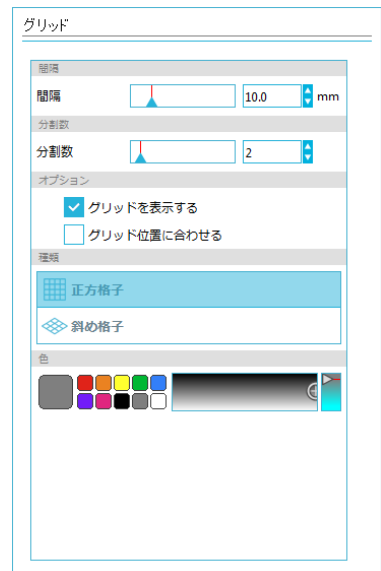 グリッド
間隔
間隔 10.0 mm
分割数
分割数 2
オプション
グリッドを表示する
グリッド位置に合わせる
種類
正方格子
斜め格子
色